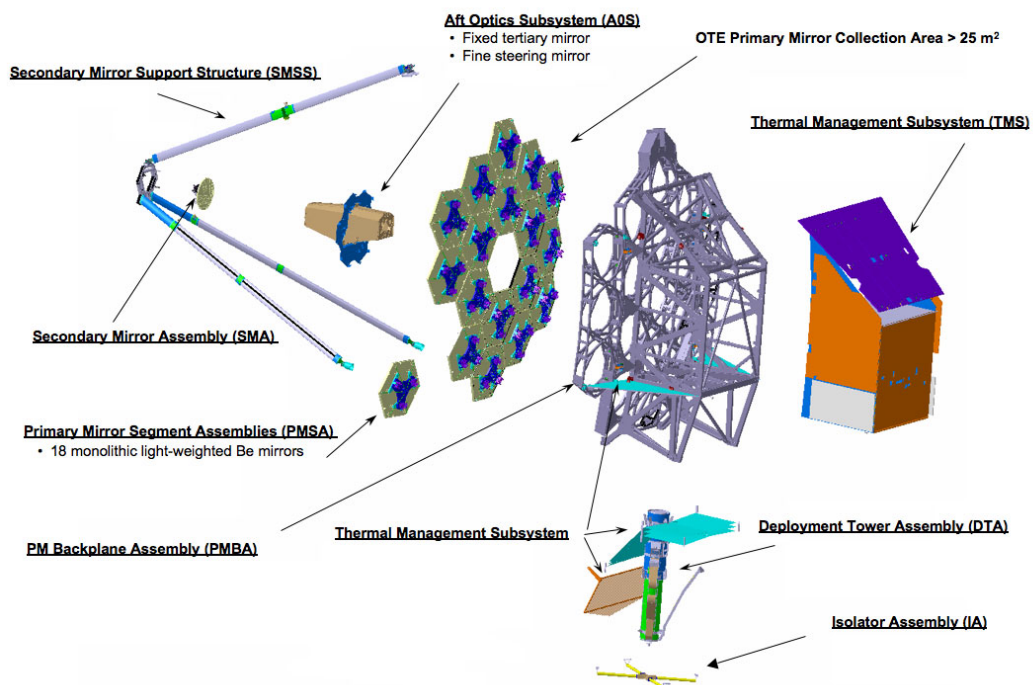 Aft Optics Subsystem (A0S)
• Fixed tertiary mirror
• Fine steering mirror
OTE Primary Mirror Collection Area > 25 m²
Secondary Mirror Support Structure (SMSS)
Thermal Management Subsystem (TMS)
Secondary Mirror Assembly (SMA)
Primary Mirror Segment Assemblies (PMSA)
• 18 monolithic light-weighted Be mirrors
PM Backplane Assembly (PMBA)
Thermal Management Subsystem
Deployment Tower Assembly (DTA)
Isolator Assembly (IA)